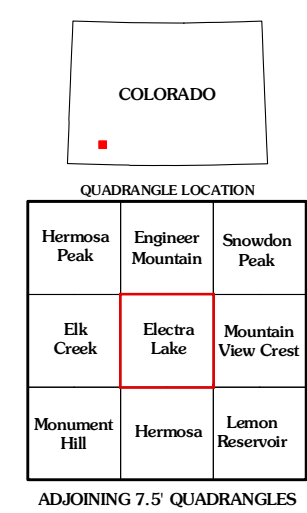 COLORADO
QUADRANGLE LOCATION
Hermosa
Peak
Engineer
Mountain
Snowdon
Peak
Elk
Creek
Electra
Lake
Mountain
View Crest
Monument
Hill
Hermosa
Lemon
Reservoir
ADJOINING 7.5' QUADRANGLES